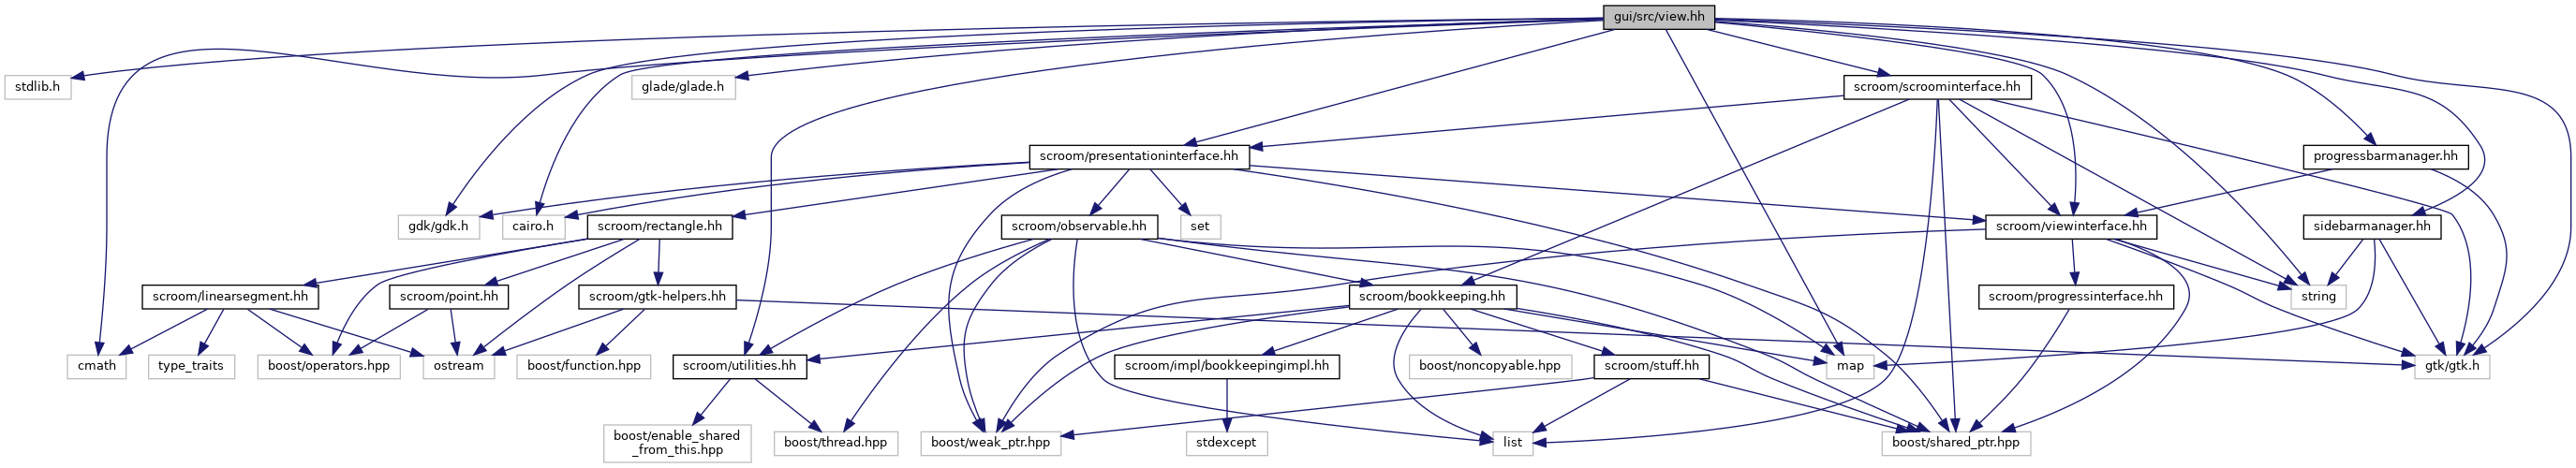 gui/src/view.hh
stdlib.h
glade/glade.h
scroom/scroominterface.hh
scroom/presentationinterface.hh
progressbarmanager.hh
gdk/gdk.h
cairo.h
scroom/rectangle.hh
scroom/observable.hh
set
scroom/viewinterface.hh
sidebarmanager.hh
scroom/linearsegment.hh
scroom/point.hh
scroom/gtk-helpers.hh
scroom/bookkeeping.hh
scroom/progressinterface.hh
string
cmath
type_traits
boost/operators.hpp
ostream
boost/function.hpp
scroom/utilities.hh
scroom/impl/bookkeepingimpl.hh
boost/noncopyable.hpp
scroom/stuff.hh
map
gtk/gtk.h
boost/enable_shared
_from_this.hpp
boost/thread.hpp
boost/weak_ptr.hpp
stdexcept
list
boost/shared_ptr.hpp